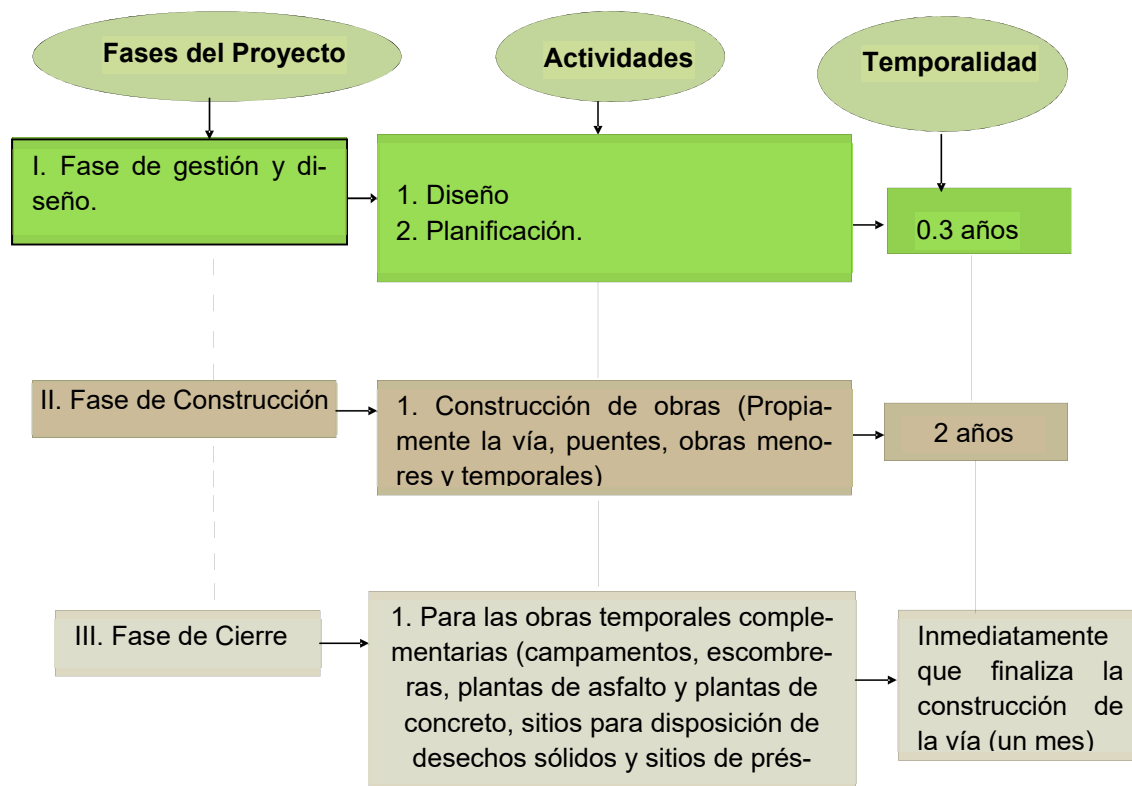 Fases del Proyecto
Actividades
Temporalidad
I. Fase de gestión y di-
seño.
1. Diseño
2. Planificación.
0.3 años
II. Fase de Construcción
1. Construcción de obras (Propia-
mente la vía, puentes, obras meno-
res y temporales)
2 años
III. Fase de Cierre
1. Para las obras temporales comple-
mentarias (campamentos, escombre-
ras, plantas de asfalto y plantas de
concreto, sitios para disposición de
desechos sólidos y sitios de prés-
Inmediatamente
que finaliza la
construcción de
la vía (un mes)